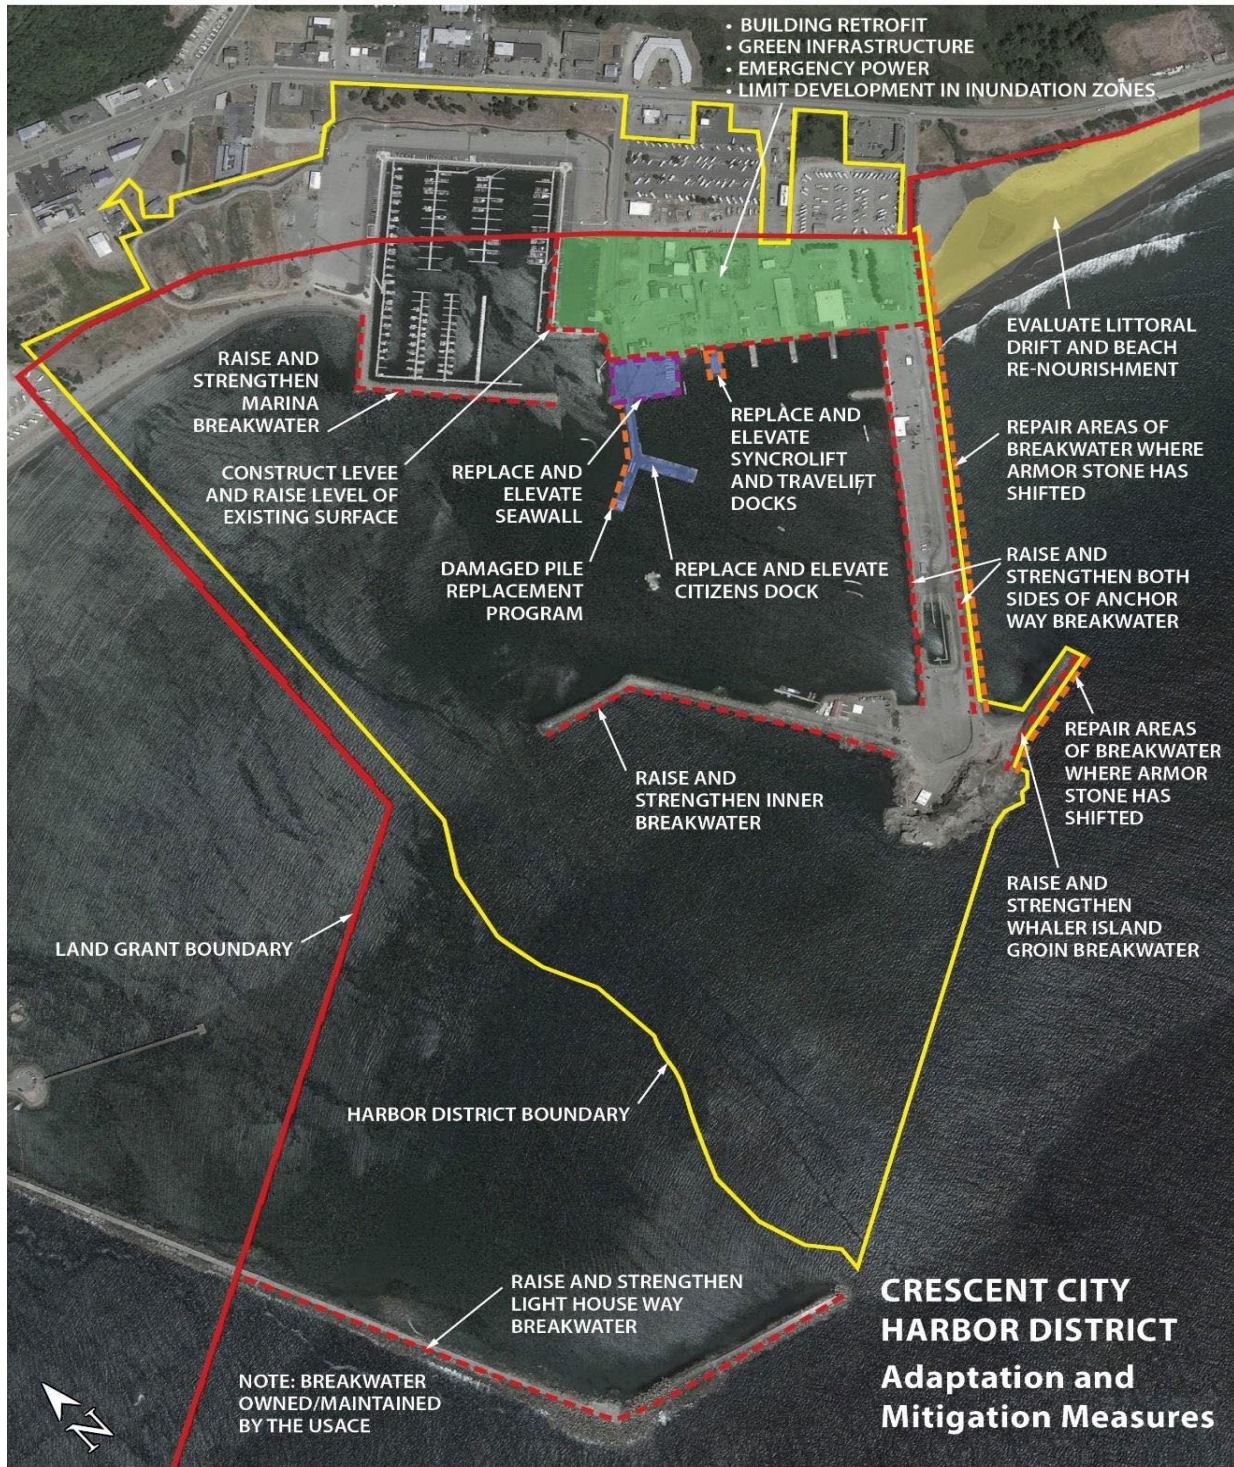 • BUILDING RETROFIT
• GREEN INFRASTRUCTURE
• EMERGENCY POWER
• LIMIT DEVELOPMENT IN INUNDATION ZONES
RAISE AND
STRENGTHEN
MARINA
BREAKWATER
CONSTRUCT LEVEE
AND RAISE LEVEL OF
EXISTING SURFACE
REPLACE AND
ELEVATE
SEAWALL
REPLACE AND
ELEVATE
SYNCROLIFT
AND TRAVELIFT
DOCKS
EVALUATE LITTORAL
DRIFT AND BEACH
RE-NOURISHMENT
REPAIR AREAS OF
BREAKWATER WHERE
ARMOR STONE HAS
SHIFTED
DAMAGED PILE
REPLACEMENT
PROGRAM
REPLACE AND ELEVATE
CITIZENS DOCK
RAISE AND
STRENGTHEN BOTH
SIDES OF ANCHOR
WAY BREAKWATER
RAISE AND
STRENGTHEN INNER
BREAKWATER
REPAIR AREAS
OF BREAKWATER
WHERE ARMOR
STONE HAS
SHIFTED
RAISE AND
STRENGTHEN
WHALER ISLAND
GROIN BREAKWATER
LAND GRANT BOUNDARY
HARBOR DISTRICT BOUNDARY
RAISE AND STRENGTHEN
LIGHT HOUSE WAY
BREAKWATER
NOTE: BREAKWATER
OWNED/MAINTAINED
BY THE USACE
N
CRESCENT CITY
HARBOR DISTRICT
Adaptation and
Mitigation Measures